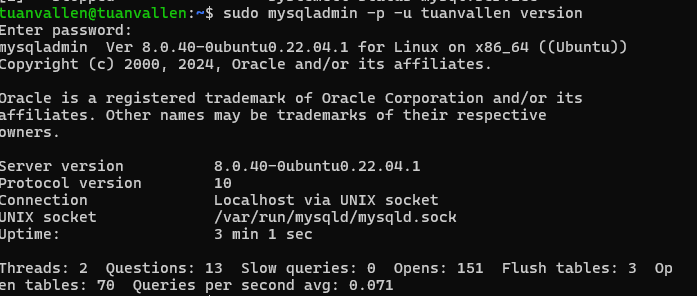 tuanvallen@tuanvallen:~$ sudo mysqladmin -p -u tuanvallen version
Enter password:
mysqladmin  Ver 8.0.40-0ubuntu0.22.04.1 for Linux on x86_64 ((Ubuntu))
Copyright (c) 2000, 2024, Oracle and/or its affiliates.
Oracle is a registered trademark of Oracle Corporation and/or its
affiliates. Other names may be trademarks of their respective
owners.
Server version          8.0.40-0ubuntu0.22.04.1
Protocol version        10
Connection              Localhost via UNIX socket
UNIX socket             /var/run/mysqld/mysqld.sock
Uptime:                 3 min 1 sec
Threads: 2  Questions: 13  Slow queries: 0  Opens: 151  Flush tables: 3  Op
en tables: 70  Queries per second avg: 0.071